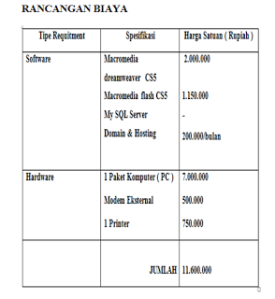 RANCANGAN BIAYA
Tipe Requitment Spesifikasi Harga Satuan ( Rupiah )
Software Macromedia 2.000.000
dreamweaver CS5
Macromedia flash CS5 1.150.000
My SQL Server -
Domain & Hosting 200.000/bulan
Hardware 1 Paket Komputer ( PC ) 7.000.000
Modem Eksternal 500.000
1 Printer 750.000
JUMLAH 11.600.000